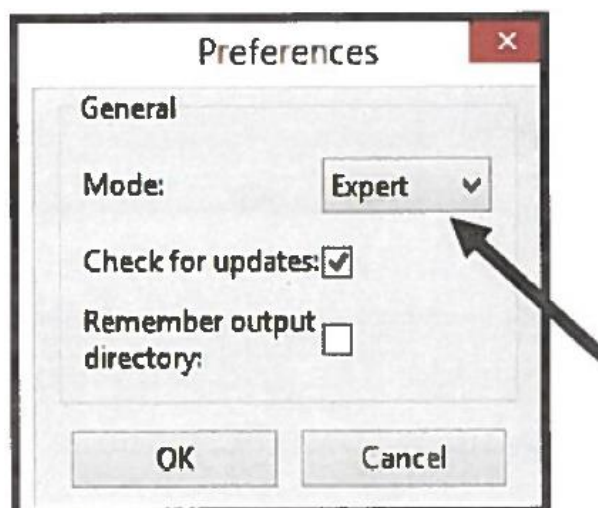 Preferences
General
Mode:
Expert
Check for updates:
Remember output
directory:
OK
Cancel